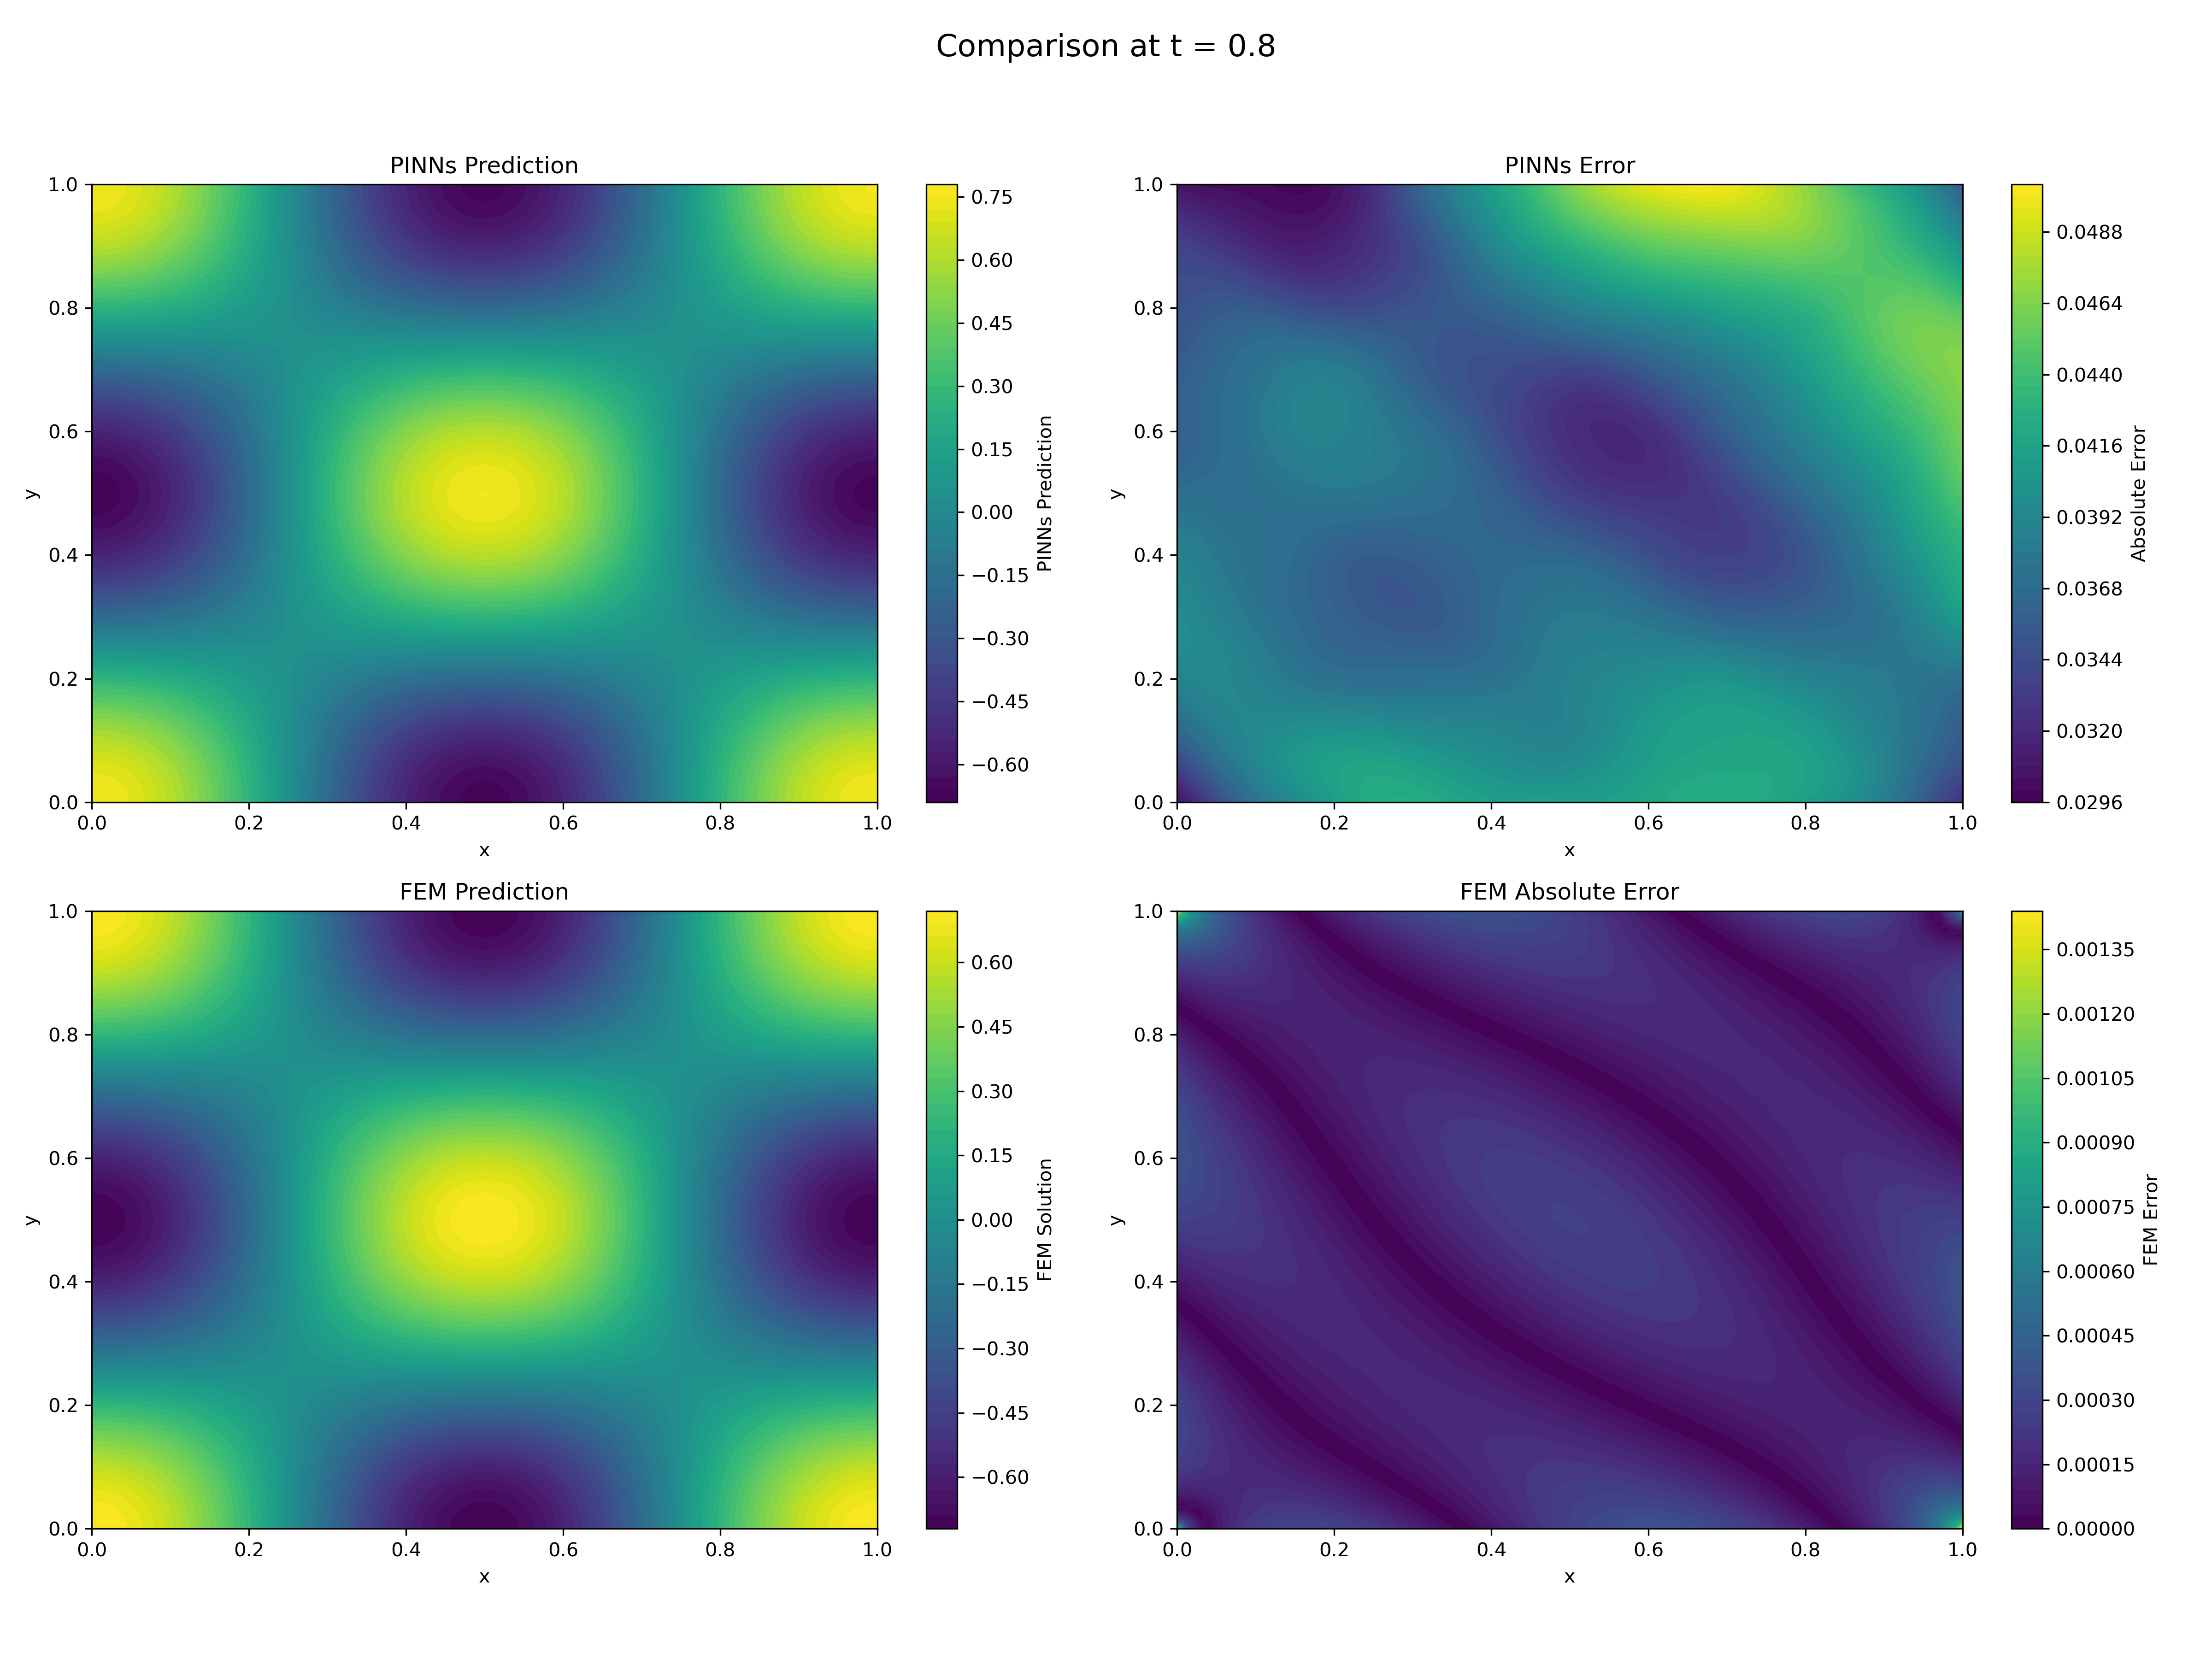 Comparison at t = 0.8
PINNs Prediction
1.0
0.8
0.6
0.4
0.2
0.0
y
0.0 0.2 0.4 0.6 0.8 1.0
x
0.75
0.60
0.45
0.30
0.15
0.00
−0.15
−0.30
−0.45
−0.60
PINNs Prediction
PINNs Error
1.0
0.8
0.6
0.4
0.2
0.0
y
0.0 0.2 0.4 0.6 0.8 1.0
x
0.0488
0.0464
0.0440
0.0416
0.0392
0.0368
0.0344
0.0320
0.0296
Absolute Error
FEM Prediction
1.0
0.8
0.6
0.4
0.2
0.0
y
0.0 0.2 0.4 0.6 0.8 1.0
x
0.60
0.45
0.30
0.15
0.00
−0.15
−0.30
−0.45
−0.60
FEM Solution
FEM Absolute Error
1.0
0.8
0.6
0.4
0.2
0.0
y
0.0 0.2 0.4 0.6 0.8 1.0
x
0.00135
0.00120
0.00105
0.00090
0.00075
0.00060
0.00045
0.00030
0.00015
0.00000
FEM Error